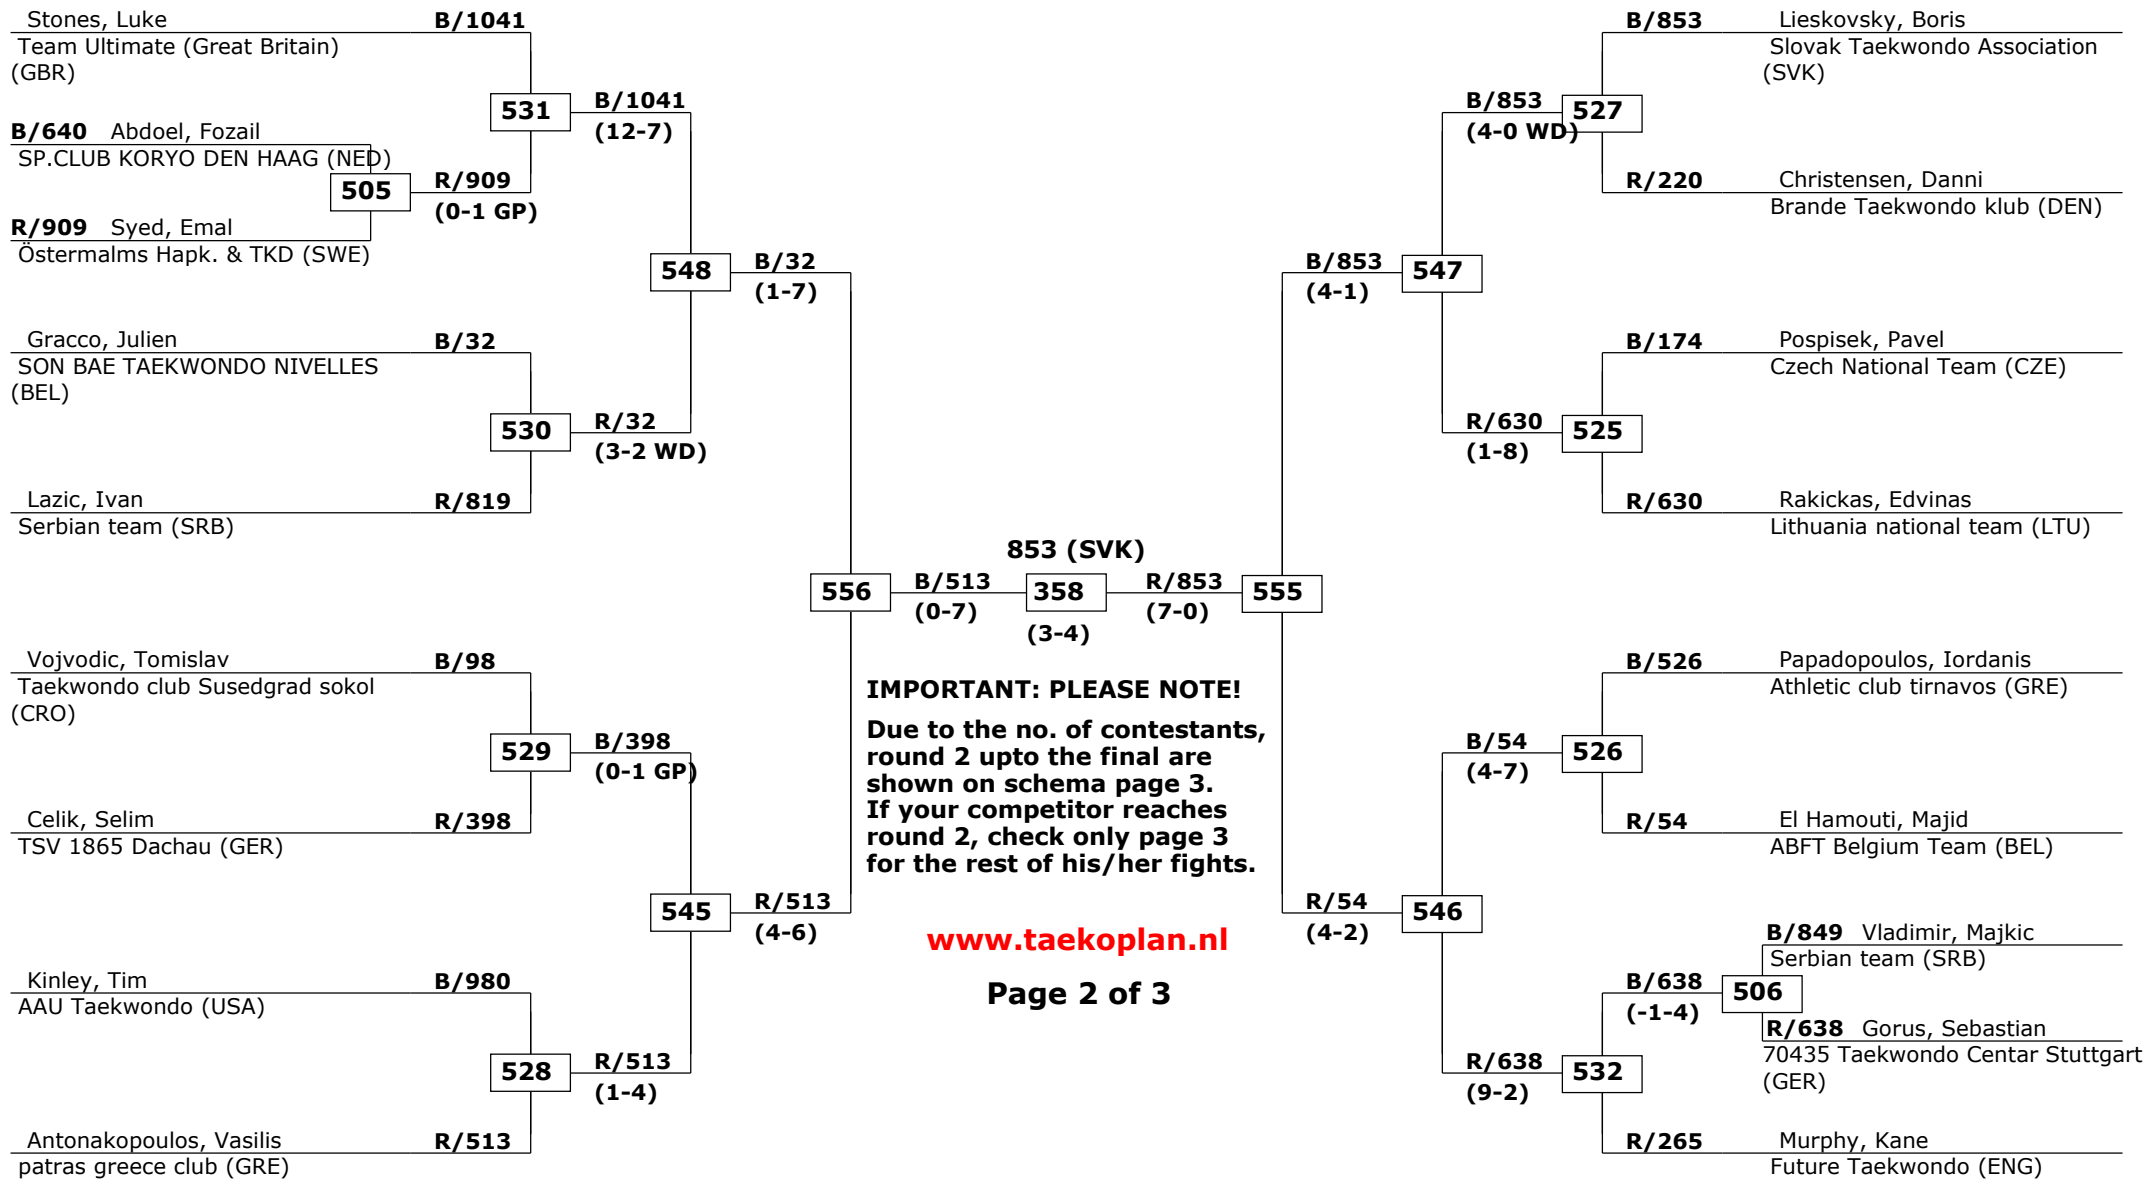 Stones, Luke
B/1041
Team Ultimate (Great Britain)
(GBR)
531
B/1041
(12-7)
B/640 Abdoel, Fozail
SP.CLUB KORYO DEN HAAG (NED)
505
R/909
(0-1 GP)
R/909 Syed, Emal
Östermalms Hapk. & TKD (SWE)
548
B/32
(1-7)
Gracco, Julien
B/32
SON BAE TAEKWONDO NIVELLES
(BEL)
530
R/32
(3-2 WD)
Lazic, Ivan
R/819
Serbian team (SRB)
556
B/513
(0-7)
Vojvodic, Tomislav
B/98
Taekwondo club Susedgrad sokol
(CRO)
529
B/398
(0-1 GP)
Celik, Selim
R/398
TSV 1865 Dachau (GER)
545
R/513
(4-6)
Kinley, Tim
B/980
AAU Taekwondo (USA)
528
R/513
(1-4)
Antonakopoulos, Vasilis
R/513
patras greece club (GRE)
853 (SVK)
358
(3-4)
IMPORTANT: PLEASE NOTE!
Due to the no. of contestants,
round 2 upto the final are
shown on schema page 3.
If your competitor reaches
round 2, check only page 3
for the rest of his/her fights.
www.taekoplan.nl
Page 2 of 3
B/853
Lieskovsky, Boris
Slovak Taekwondo Association
(SVK)
B/853
(4-0 WD)
527
R/220
Christensen, Danni
Brande Taekwondo klub (DEN)
B/853
(4-1)
547
B/174
Pospisek, Pavel
Czech National Team (CZE)
R/630
(1-8)
525
R/630
Rakickas, Edvinas
Lithuania national team (LTU)
R/853
(7-0)
555
B/526
Papadopoulos, Iordanis
Athletic club tirnavos (GRE)
B/54
(4-7)
526
R/54
El Hamouti, Majid
ABFT Belgium Team (BEL)
R/54
(4-2)
546
B/849 Vladimir, Majkic
Serbian team (SRB)
B/638
(-1-4)
506
R/638 Gorus, Sebastian
70435 Taekwondo Centar Stuttgart
(GER)
R/638
(9-2)
532
R/265
Murphy, Kane
Future Taekwondo (ENG)